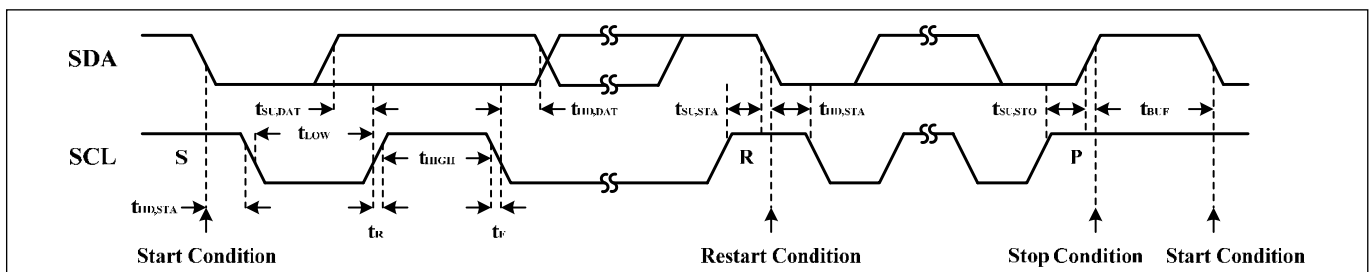 SDA
tSU,DAT tHD,DAT tSU,STA tHD,STA tSU,STO tBUF
tLOW
SCL S tHIGH R P
tHD,STA
tR tF
Start Condition Restart Condition Stop Condition Start Condition